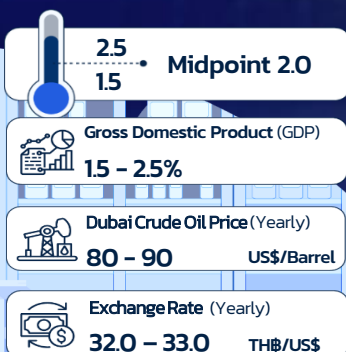 2.5
Midpoint 2.0
1.5
Gross Domestic Product (GDP)
1.5 - 2.5%
Dubai Crude Oil Price (Yearly)
80 - 90 US$/Barrel
Exchange Rate (Yearly)
32.0 – 33.0 TH฿/US$